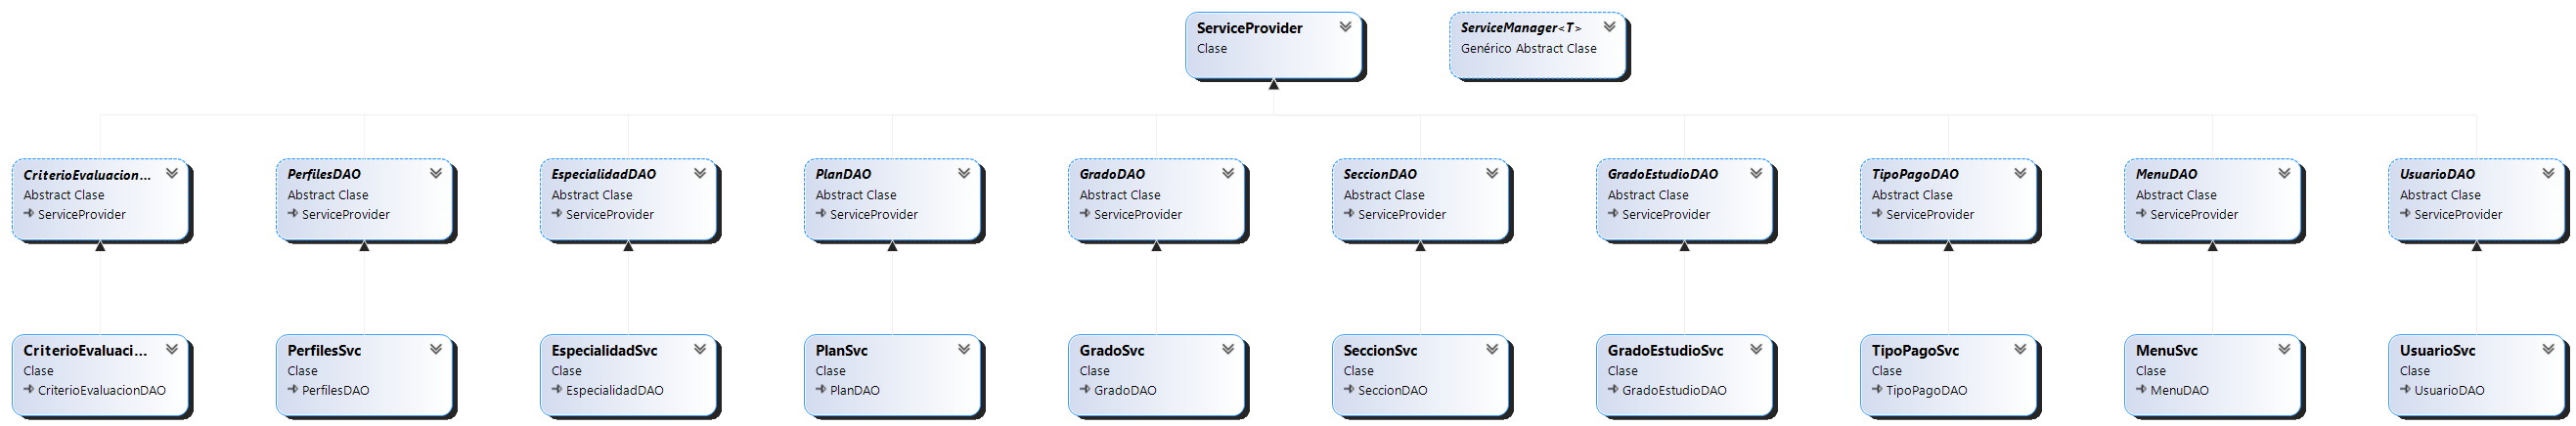 ServiceProvider
Clase
ServiceManager<T>
Genérico Abstract Clase
CriterioEvaluacion...
Abstract Clase
ServiceProvider
PerfilesDAO
Abstract Clase
ServiceProvider
EspecialidadDAO
Abstract Clase
ServiceProvider
PlanDAO
Abstract Clase
ServiceProvider
GradoDAO
Abstract Clase
ServiceProvider
SeccionDAO
Abstract Clase
ServiceProvider
GradoEstudioDAO
Abstract Clase
ServiceProvider
TipoPagoDAO
Abstract Clase
ServiceProvider
MenuDAO
Abstract Clase
ServiceProvider
UsuarioDAO
Abstract Clase
ServiceProvider
CriterioEvaluaci...
Clase
CriterioEvaluacionDAO
PerfilesSvc
Clase
PerfilesDAO
EspecialidadSvc
Clase
EspecialidadDAO
PlanSvc
Clase
PlanDAO
GradoSvc
Clase
GradoDAO
SeccionSvc
Clase
SeccionDAO
GradoEstudioSvc
Clase
GradoEstudioDAO
TipoPagoSvc
Clase
TipoPagoDAO
MenuSvc
Clase
MenuDAO
UsuarioSvc
Clase
UsuarioDAO